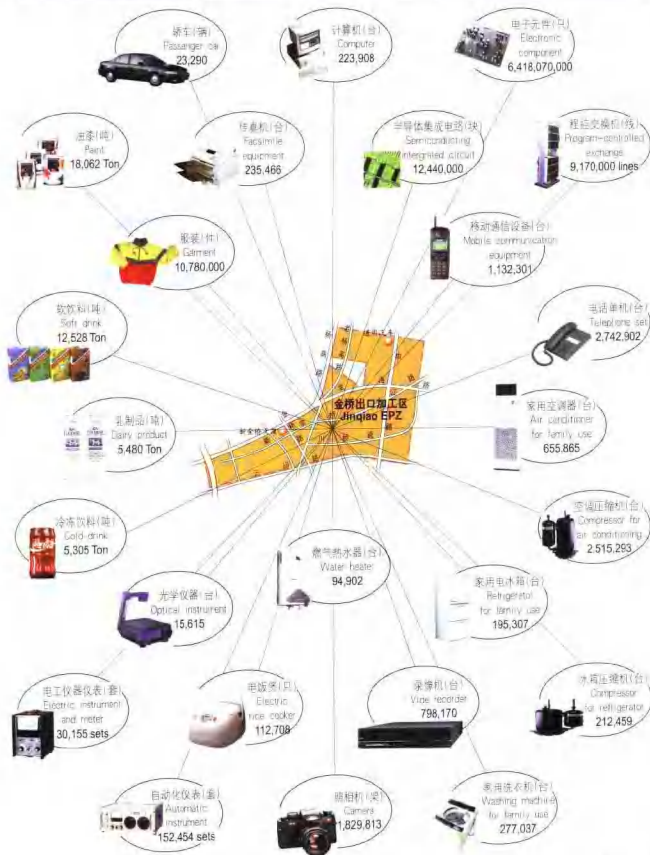 轿车(辆)
Passanger car
23,290
计算机(台)
Computer
223,908
电子元件(只)
Electronic
component
6,418,070,000
油漆(吨)
Paint
18,062 Ton
传真机(台)
Facsimile
equipment
235,466
半导体集成电路(块)
Semiconducting
intergrated circuit
12,440,000
程控交换机(线)
Program-controlled
exchange
9,170,000 lines
服装(件)
Garment
10,780,000
移动通信设备(台)
Mobile communication
equipment
1,132,301
软饮料(吨)
Soft drink
12,528 Ton
电话单机(台)
Telephone set
2,742,902
金桥出口加工区
Jinqiao EPZ
乳制品(吨)
Dairy product
5,480 Ton
家用空调器(台)
Air conditioner
for family use
655,865
冷冻饮料(吨)
Cold-drink
5,305 Ton
空调压缩机(台)
Compressor for
air conditioning
2,515,293
燃气热水器(台)
Water heater
94,902
光学仪器(台)
Optical instrument
15,615
家用电冰箱(台)
Refrigerator
for family use
195,307
电工仪器仪表(套)
Electric instrument
and meter
30,155 sets
电饭煲(只)
Electric
rice cooker
112,708
录像机(台)
Video recorder
798,170
冰箱压缩机(台)
Compressor
for refrigerator
212,459
自动化仪表(套)
Automatic
instrument
152,454 sets
照相机(架)
Camera
1,829,813
家用洗衣机(台)
Washing machine
for family use
277,037